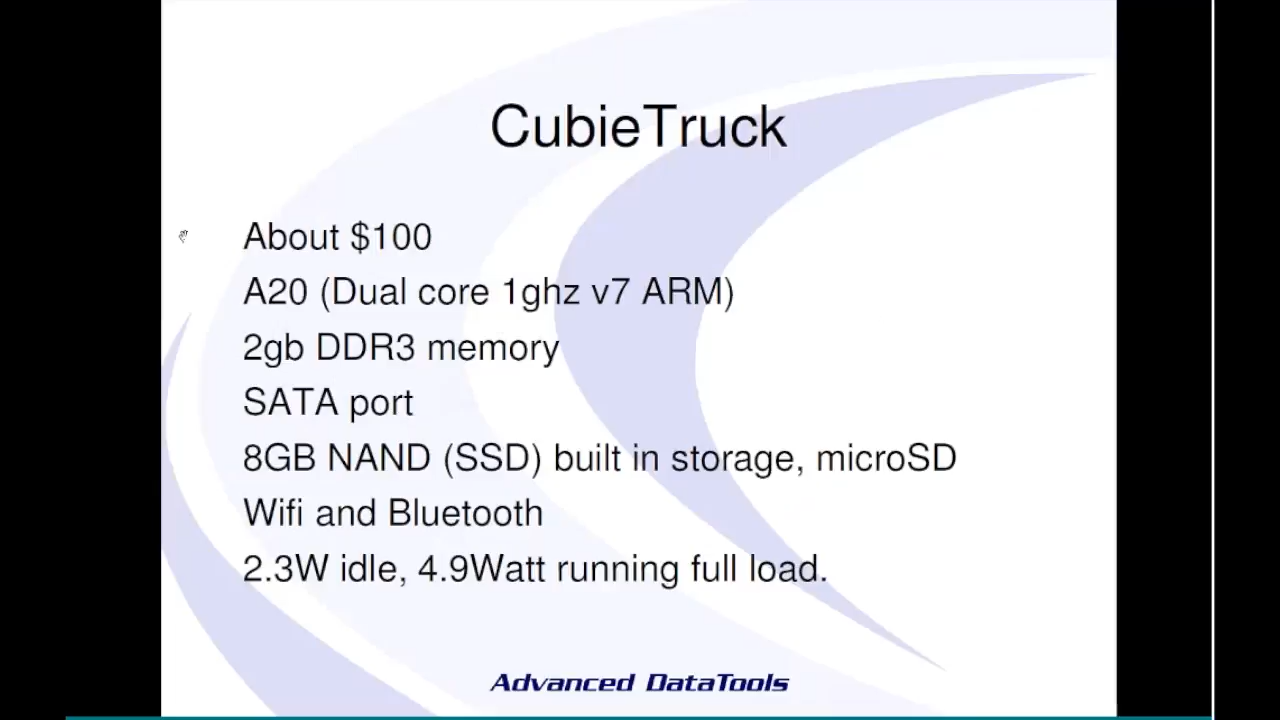 CubieTruck
About $100
A20 (Dual core 1ghz v7 ARM)
2gb DDR3 memory
SATA port
8GB NAND (SSD) built in storage, microSD
Wifi and Bluetooth
2.3W idle, 4.9Watt running full load.
Advanced DataTools